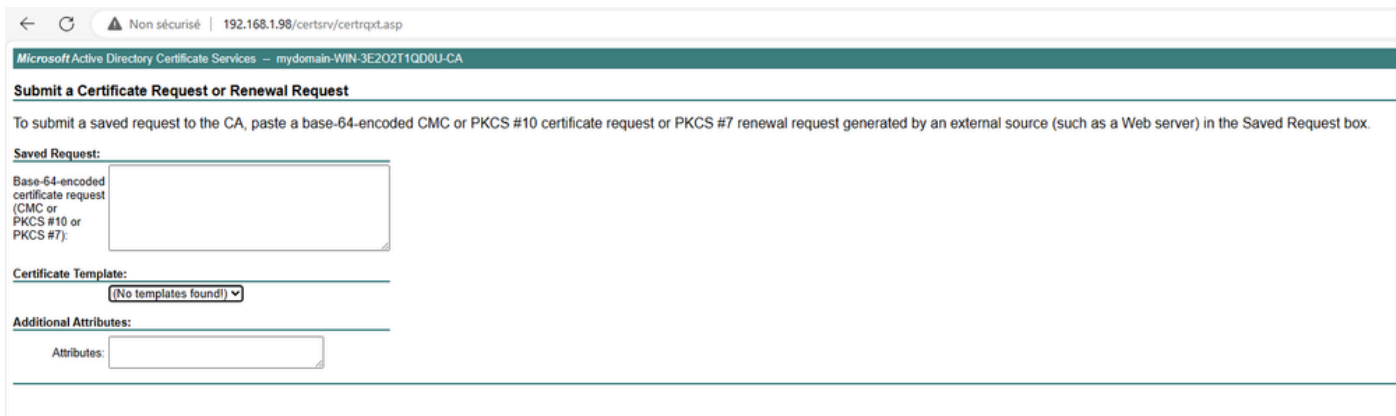 Non sécurisé | 192.168.1.98/certsrv/certrqxt.asp
Microsoft Active Directory Certificate Services -- mydomain-WIN-3E2O2T1QD0U-CA
Submit a Certificate Request or Renewal Request
To submit a saved request to the CA, paste a base-64-encoded CMC or PKCS #10 certificate request or PKCS #7 renewal request generated by an external source (such as a Web server) in the Saved Request box.
Saved Request:
Base-64-encoded
certificate request
(CMC or
PKCS #10 or
PKCS #7):
Certificate Template:
(No templates found!)
Additional Attributes:
Attributes: